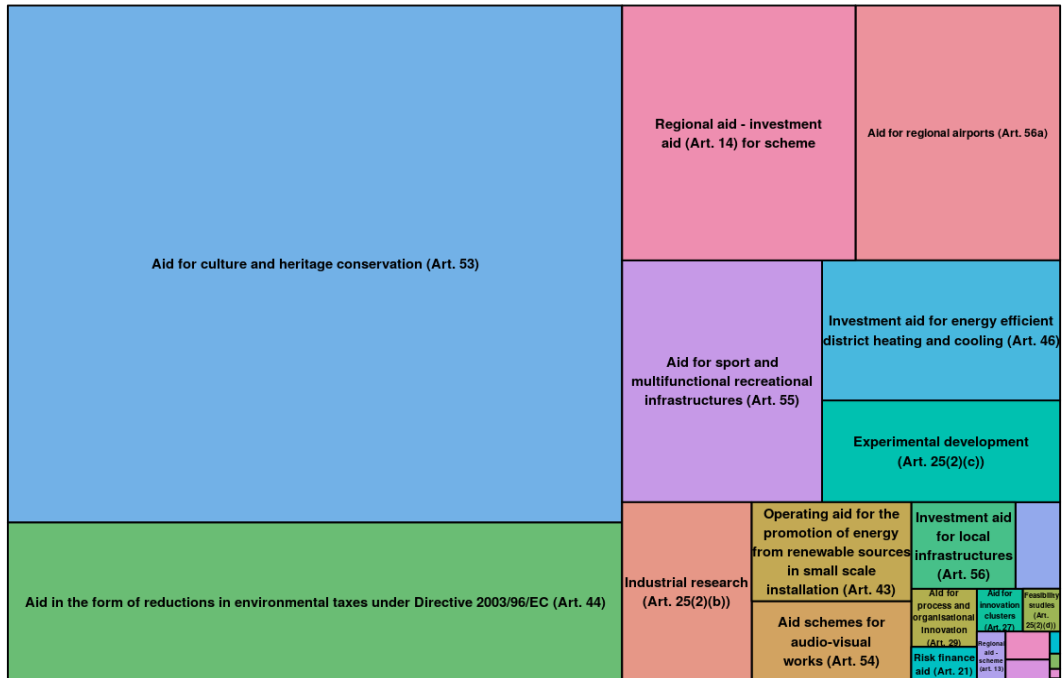 Aid for culture and heritage conservation (Art. 53)
Aid in the form of reductions in environmental taxes under Directive 2003/96/EC (Art. 44)
Regional aid - investment
aid (Art. 14) for scheme
Aid for regional airports (Art. 56a)
Aid for sport and
multifunctional recreational
infrastructures (Art. 55)
Investment aid for energy efficient
district heating and cooling (Art. 46)
Experimental development
(Art. 25(2)(c))
Industrial research
(Art. 25(2)(b))
Operating aid for the
promotion of energy
from renewable sources
in small scale
installation (Art. 43)
Aid schemes for
audio-visual
works (Art. 54)
Investment aid
for local
infrastructures
(Art. 56)
Aid for
process and
organisational
innovation
(Art. 29)
Risk finance
aid (Art. 21)
Aid for
innovation
clusters
(Art. 27)
Feasibility
studies
(Art.
25(2)(d))
Regional
aid -
scheme
(art. 13)